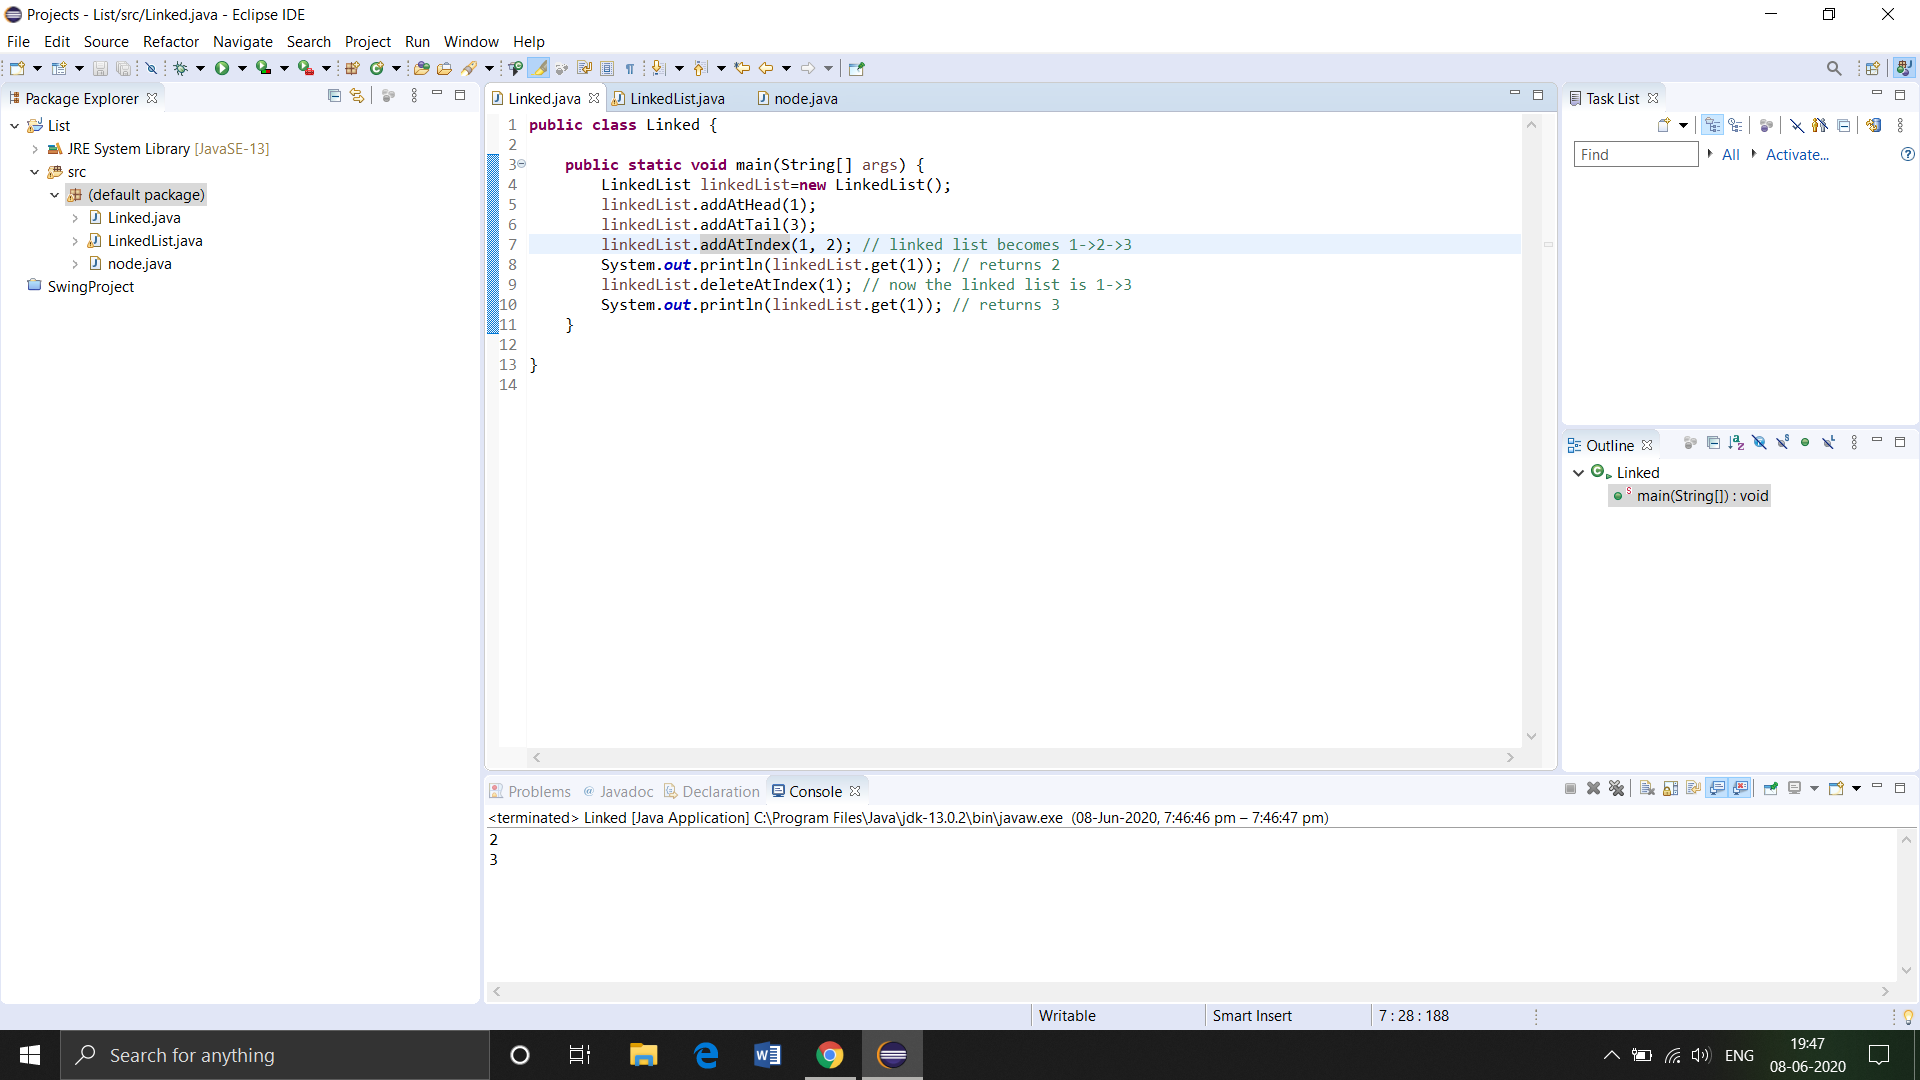 Projects - List/src/Linked.java - Eclipse IDE
File Edit Source Refactor Navigate Search Project Run Window Help
Package Explorer
List
JRE System Library [JavaSE-13]
src
(default package)
Linked.java
LinkedList.java
node.java
SwingProject
Linked.java LinkedList.java node.java
1 public class Linked {
2
3     public static void main(String[] args) {
4         LinkedList linkedList=new LinkedList();
5         linkedList.addAtHead(1);
6         linkedList.addAtTail(3);
7         linkedList.addAtIndex(1, 2); // linked list becomes 1->2->3
8         System.out.println(linkedList.get(1)); // returns 2
9         linkedList.deleteAtIndex(1); // now the linked list is 1->3
10         System.out.println(linkedList.get(1)); // returns 3
11     }
12
13 }
14
Task List
Find All Activate...
Outline
Linked
main(String[]) : void
Problems Javadoc Declaration Console
<terminated> Linked [Java Application] C:\Program Files\Java\jdk-13.0.2\bin\javaw.exe (08-Jun-2020, 7:46:46 pm – 7:46:47 pm)
2
3
Writable Smart Insert 7 : 28 : 188
Search for anything
ENG
19:47
08-06-2020